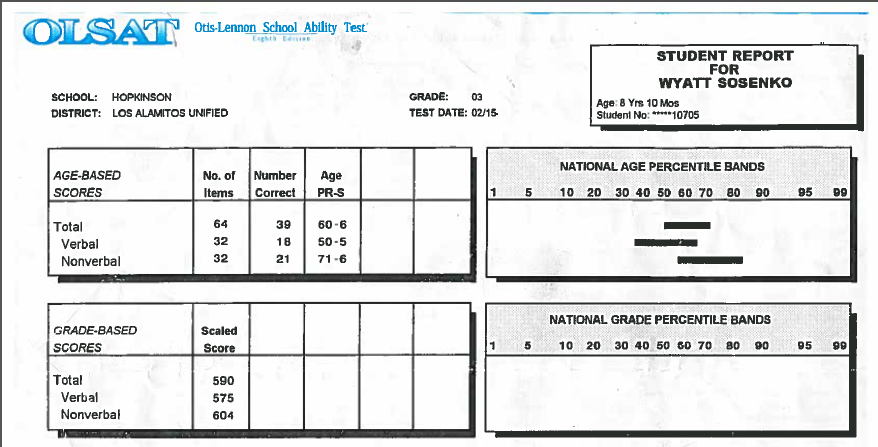 OLSAT Otis-Lennon School Ability Test
Eighth Edition
STUDENT REPORT
FOR
WYATT SOSENKO
Age: 8 Yrs 10 Mos
Student No: *****10705
SCHOOL: HOPKINSON GRADE: 03
DISTRICT: LOS ALAMITOS UNIFIED TEST DATE: 02/15
AGE-BASED SCORES No. of Items Number Correct Age PR-S
Total 64 39 60-6
Verbal 32 18 50-5
Nonverbal 32 21 71-6
NATIONAL AGE PERCENTILE BANDS
1 5 10 20 30 40 50 60 70 80 90 95 99
GRADE-BASED SCORES Scaled Score
Total 590
Verbal 575
Nonverbal 604
NATIONAL GRADE PERCENTILE BANDS
1 5 10 20 30 40 50 60 70 80 90 95 99